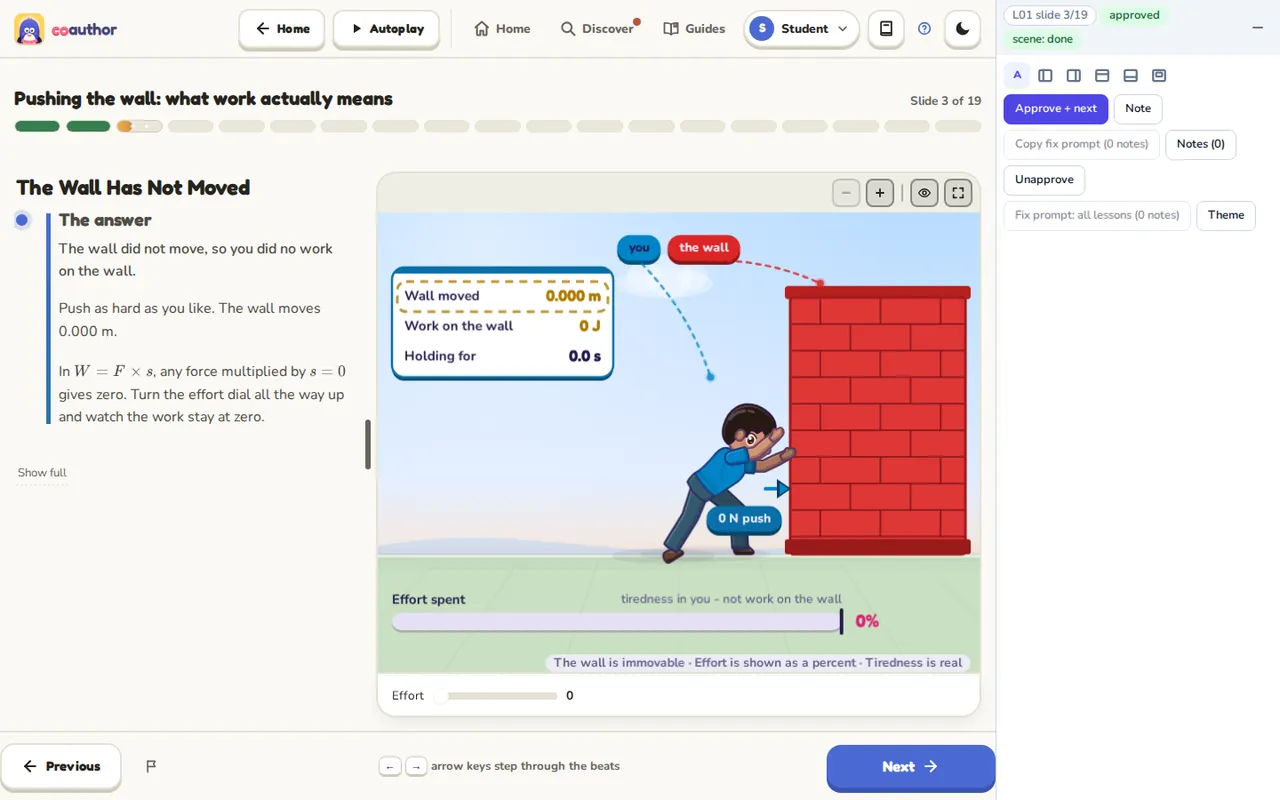 coauthor
Home
Autoplay
Home
Discover
Guides
S
Student
Pushing the wall: what work actually means
Slide 3 of 19
The Wall Has Not Moved
The answer
The wall did not move, so you did no work
on the wall.
Push as hard as you like. The wall moves
0.000 m.
In W = F × s, any force multiplied by s = 0
gives zero. Turn the effort dial all the way up
and watch the work stay at zero.
Show full
you
the wall
Wall moved 0.000 m
Work on the wall 0 J
Holding for 0.0 s
0 N push
Effort spent
tiredness in you - not work on the wall
0%
The wall is immovable · Effort is shown as a percent · Tiredness is real
Effort 0
Previous
← → arrow keys step through the beats
Next
L01 slide 3/19
approved
scene: done
A
Approve + next
Note
Copy fix prompt (0 notes)
Notes (0)
Unapprove
Fix prompt: all lessons (0 notes)
Theme